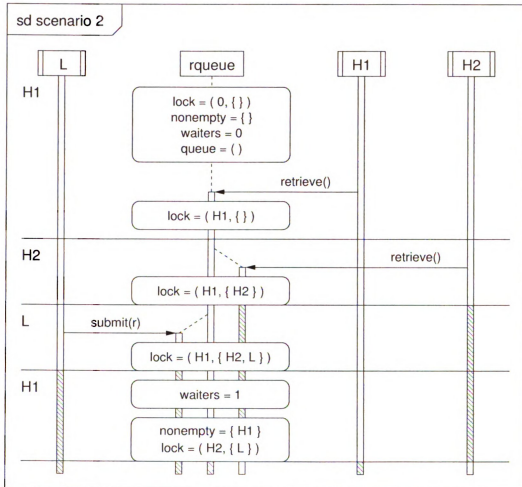 sd scenario 2
L
rqueue
H1
H2
H1
lock = ( 0, { } )
nonempty = { }
waiters = 0
queue = ( )
retrieve()
lock = ( H1, { } )
H2
retrieve()
lock = ( H1, { H2 } )
L
submit(r)
lock = ( H1, { H2, L } )
H1
waiters = 1
nonempty = { H1 }
lock = ( H2, { L } )